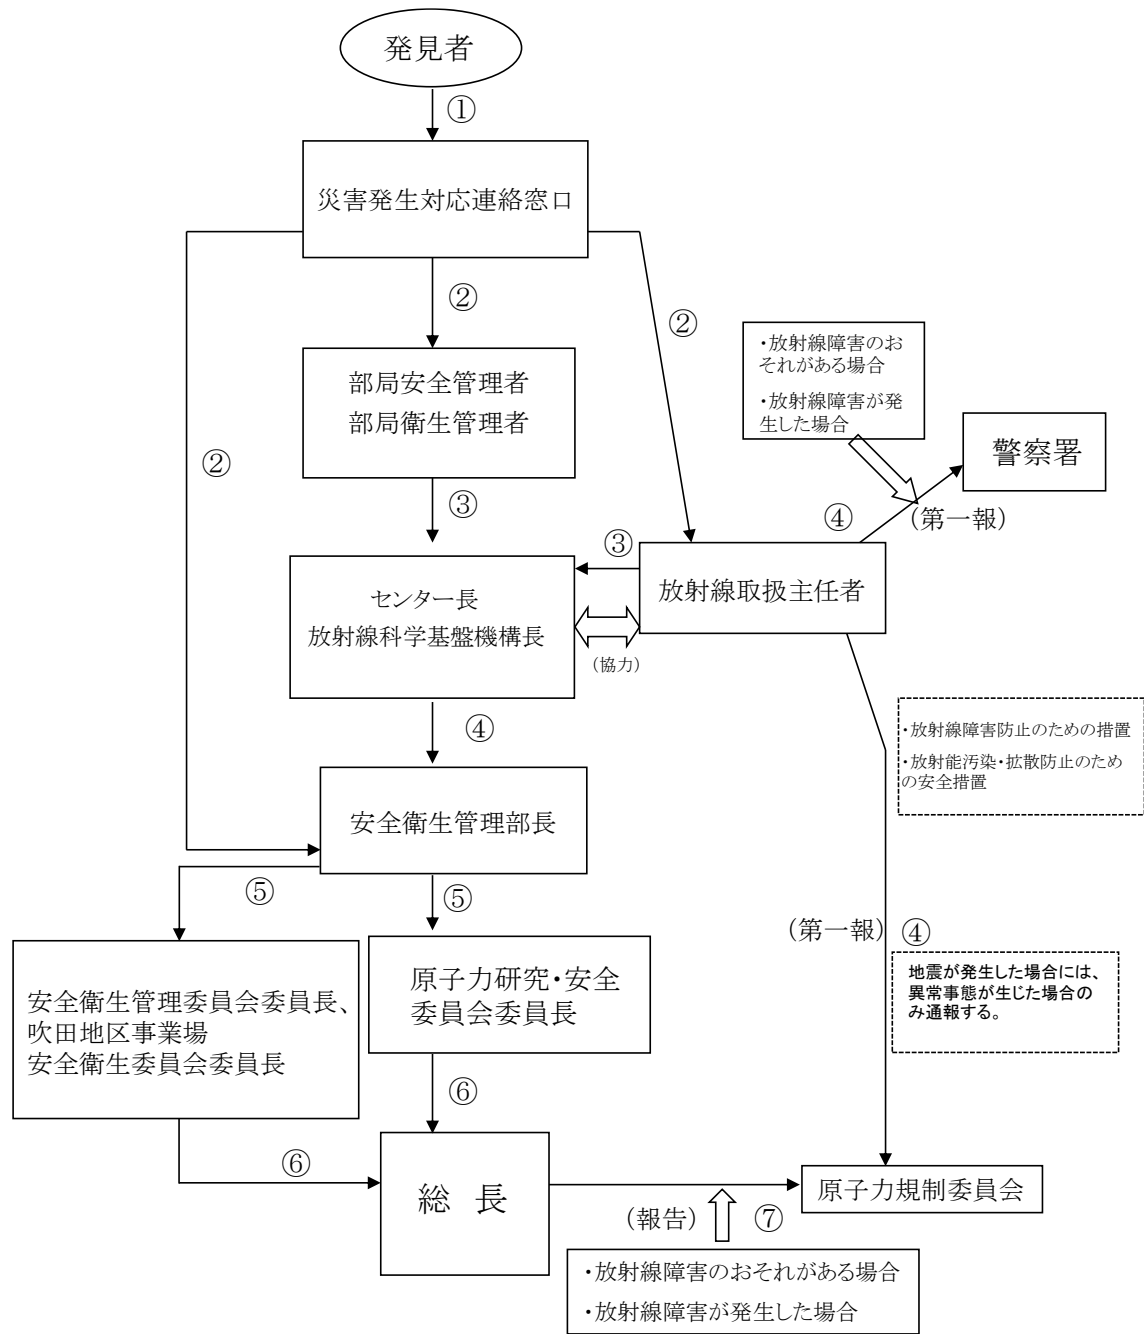 発見者
①
災害発生対応連絡窓口
②
②
②
部局安全管理者
部局衛生管理者
・放射線障害のお
それがある場合
・放射線障害が発
生した場合
警察署
(第一報)
③
④
③
センター長
放射線科学基盤機構長
放射線取扱主任者
(協力)
④
・放射線障害防止のための措置
・放射能汚染・拡散防止のため
の安全措置
安全衛生管理部長
⑤
⑤
(第一報)
④
地震が発生した場合には、
異常事態が生じた場合の
み通報する。
安全衛生管理委員会委員長、
吹田地区事業場
安全衛生委員会委員長
原子力研究・安全
委員会委員長
⑥
⑥
総 長
原子力規制委員会
(報告)
⑦
・放射線障害のおそれがある場合
・放射線障害が発生した場合